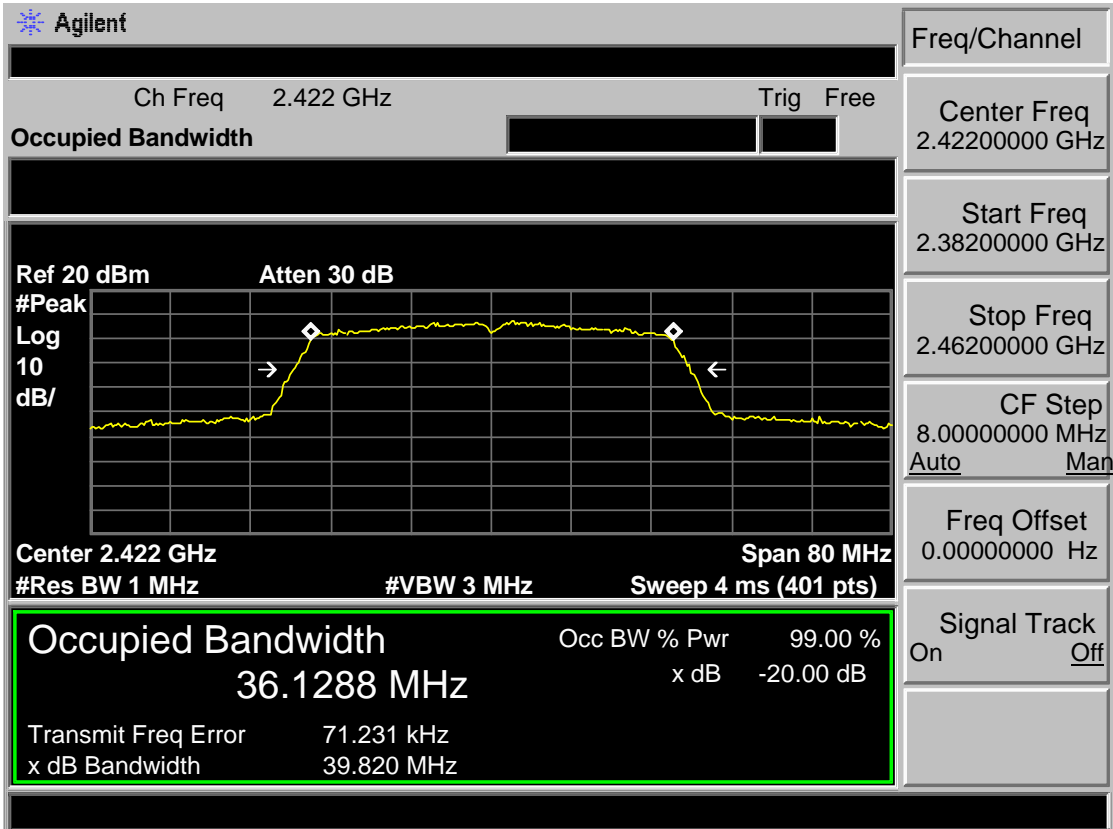 Agilent
Ch Freq 2.422 GHz Trig Free
Occupied Bandwidth
Ref 20 dBm Atten 30 dB
#Peak
Log
10
dB/
Center 2.422 GHz Span 80 MHz
#Res BW 1 MHz #VBW 3 MHz Sweep 4 ms (401 pts)
Occupied Bandwidth
36.1288 MHz
Occ BW % Pwr 99.00 %
x dB -20.00 dB
Transmit Freq Error 71.231 kHz
x dB Bandwidth 39.820 MHz
Freq/Channel
Center Freq
2.42200000 GHz
Start Freq
2.38200000 GHz
Stop Freq
2.46200000 GHz
CF Step
8.00000000 MHz
Auto Man
Freq Offset
0.00000000 Hz
Signal Track
On Off